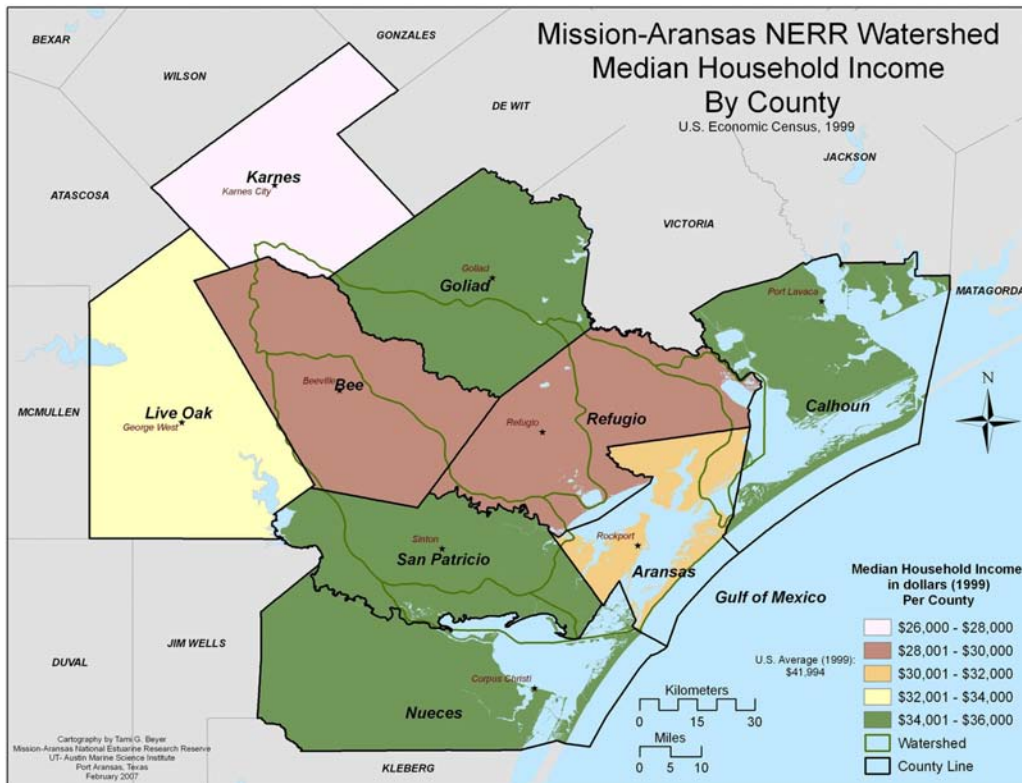 Mission-Aransas NERR Watershed
Median Household Income
By County
U.S. Economic Census, 1999
BEXAR
GONZALES
WILSON
DE WIT
JACKSON
Karnes
Karnes City
ATASCOSA
VICTORIA
Goliad
Goliad
Port Lavaca
MATAGORDA
Beeville
Bee
N
MCMULLEN
Live Oak
George West
Refugio
Refugio
Calhoun
Sinton
San Patricio
Rockport
Aransas
Gulf of Mexico
JIM WELLS
DUVAL
Corpus Christi
Nueces
KLEBERG
Median Household Income
in dollars (1999)
Per County
$26,000 - $28,000
$28,001 - $30,000
$30,001 - $32,000
$32,001 - $34,000
$34,001 - $36,000
Watershed
County Line
U.S. Average (1999):
$41,994
Kilometers
0 5 10 15 20 30
Miles
0 5 10
Cartography by Tami G. Beyer
Mission-Aransas National Estuarine Research Reserve
UT- Austin Marine Science Institute
Port Aransas, Texas
February 2007